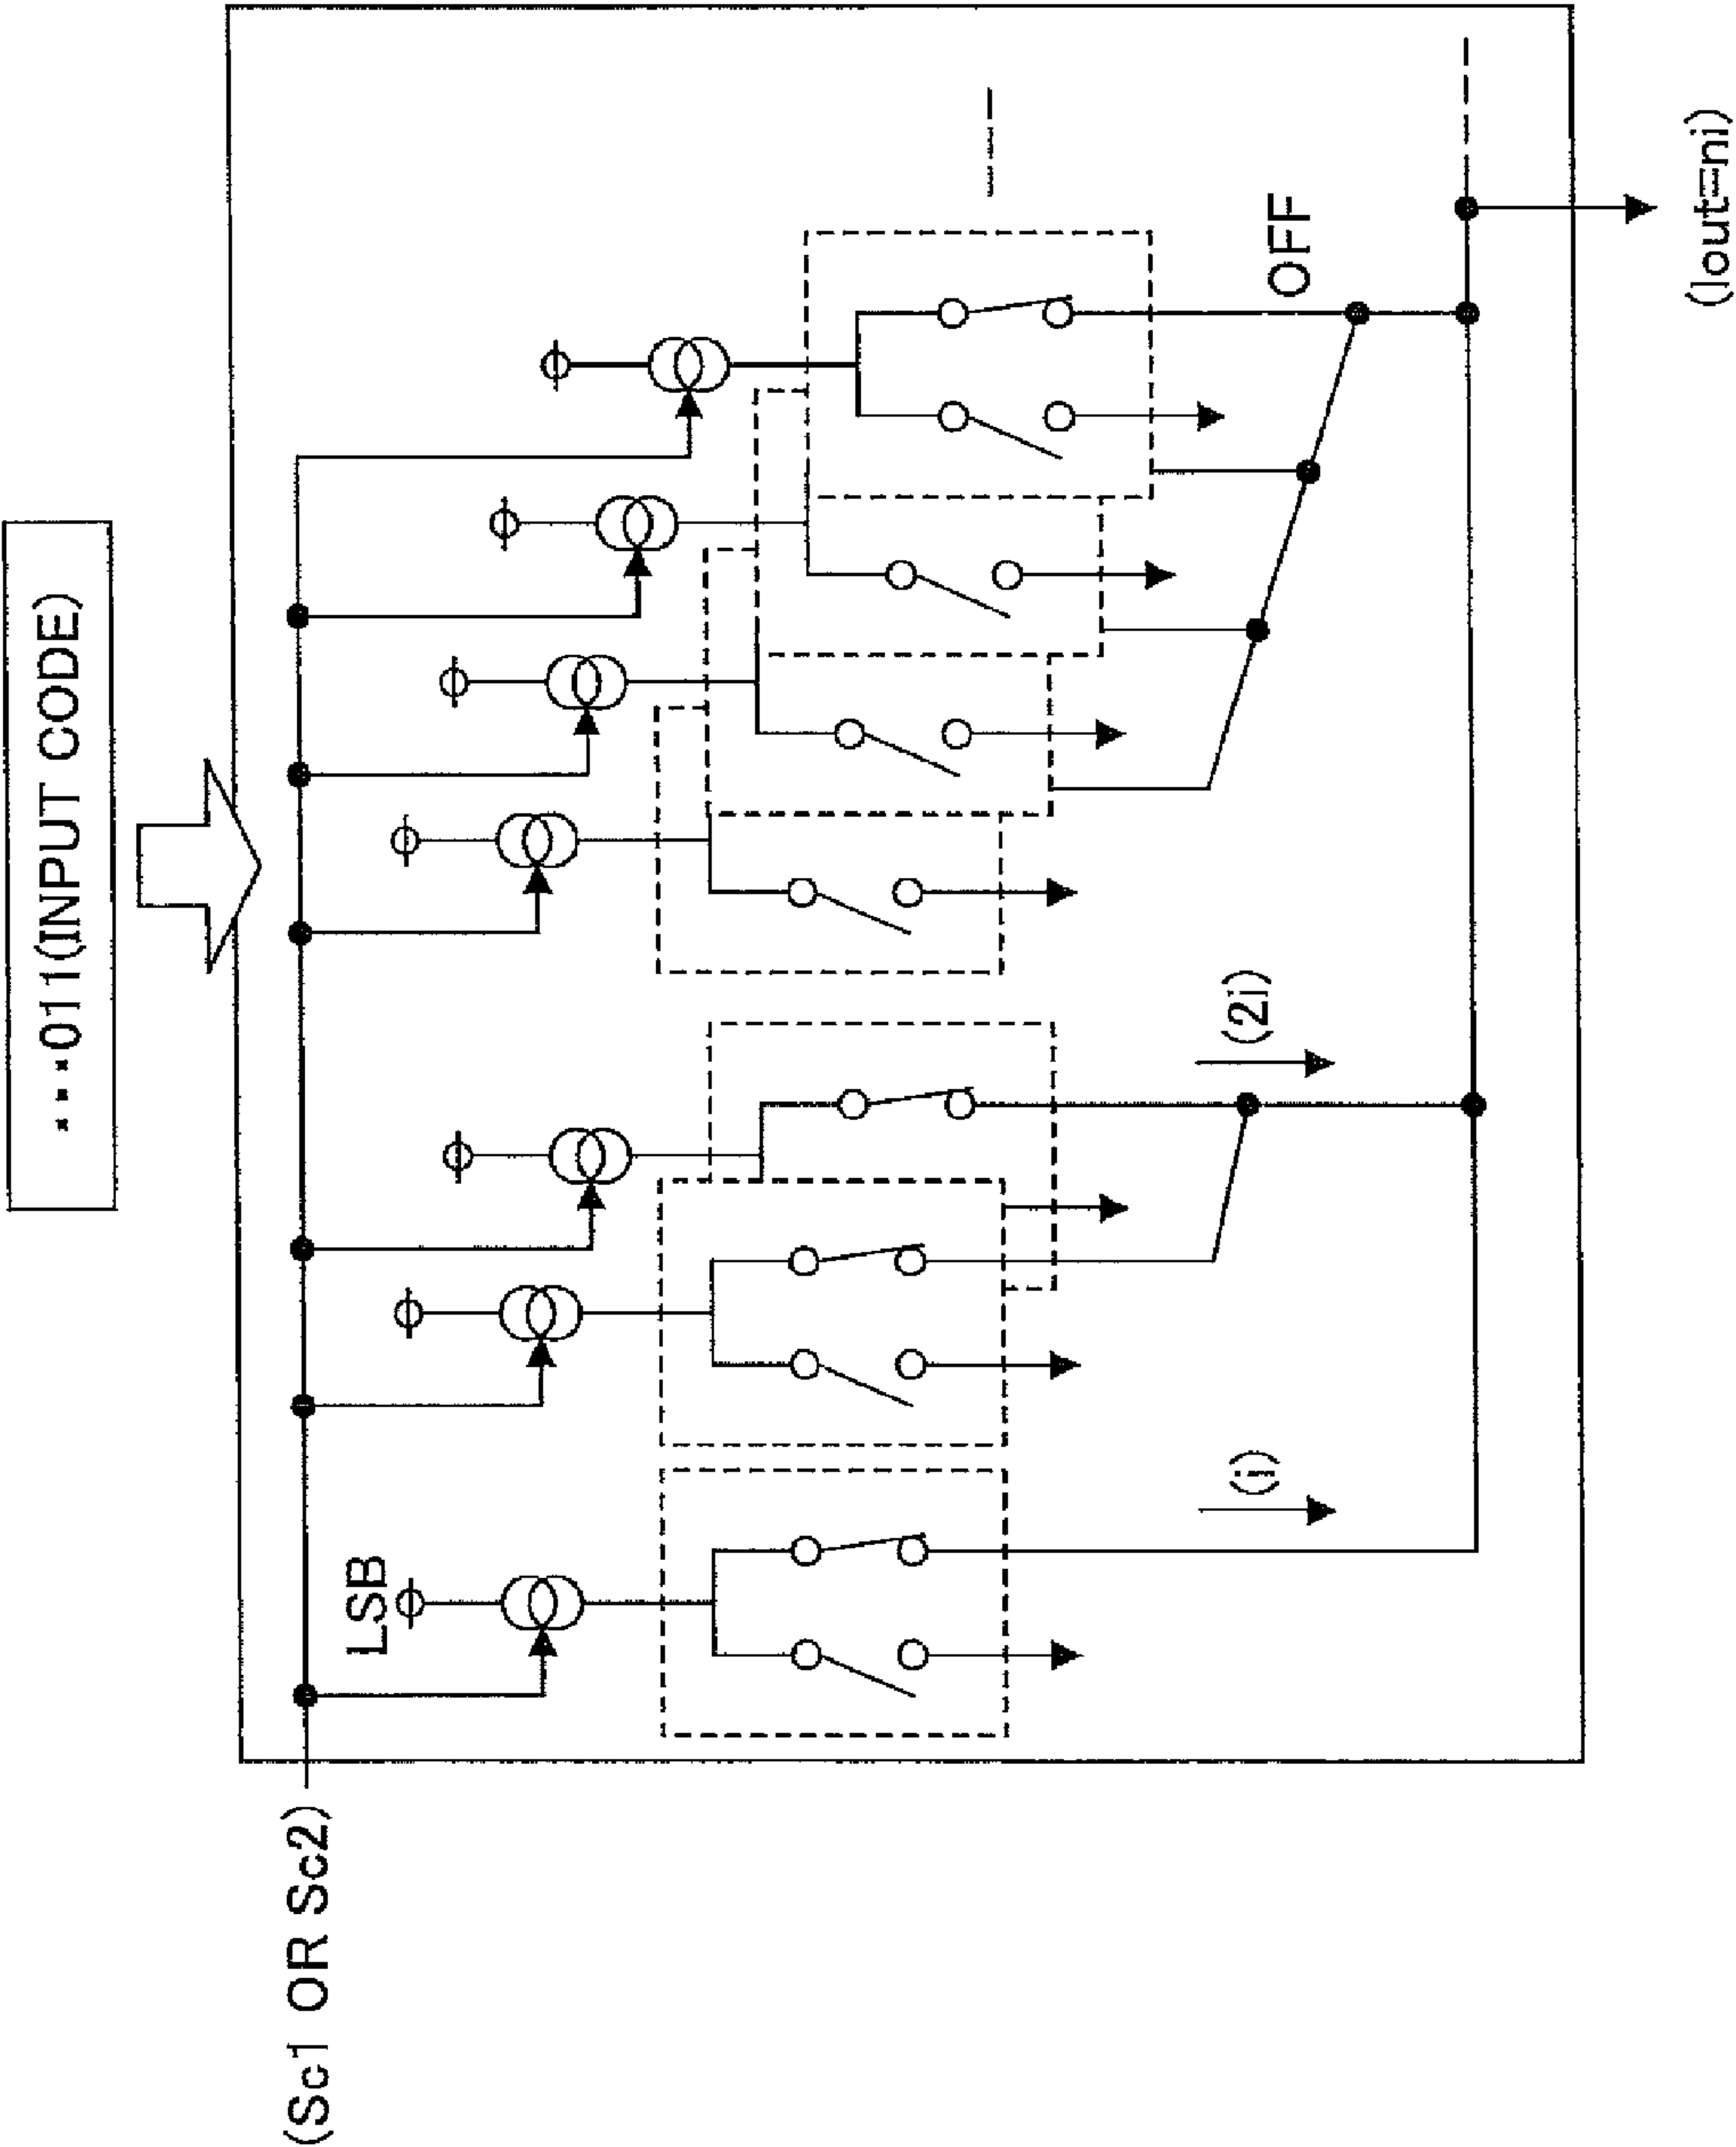 ･･･011(INPUT CODE)
(Sc1 OR Sc2)
LSB
(i)
(2i)
OFF
(Iout=ni)